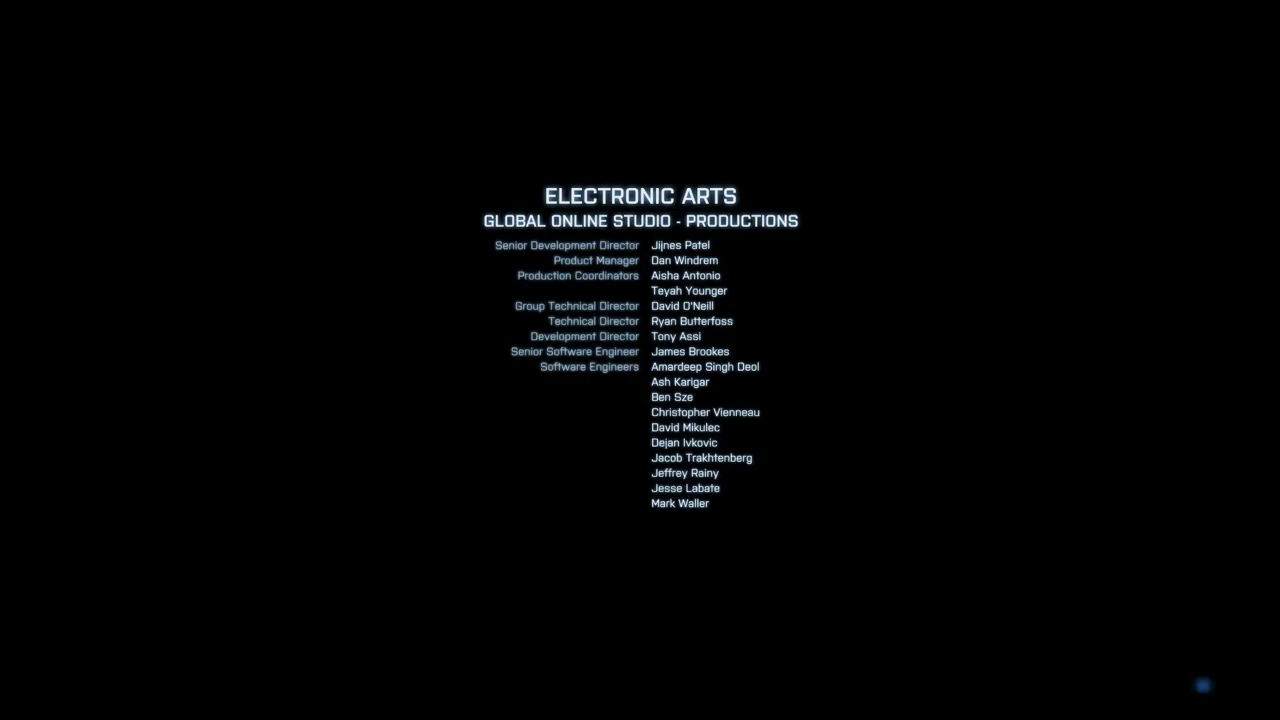 ELECTRONIC ARTS
GLOBAL ONLINE STUDIO - PRODUCTIONS
Senior Development Director Jijnes Patel
Product Manager Dan Windrem
Production Coordinators Aisha Antonio
Teyah Younger
Group Technical Director David O'Neill
Technical Director Ryan Butterfoss
Development Director Tony Assi
Senior Software Engineer James Brookes
Software Engineers Amardeep Singh Deol
Ash Karigar
Ben Sze
Christopher Vienneau
David Mikulec
Dejan Ivkovic
Jacob Trakhtenberg
Jeffrey Rainy
Jesse Labate
Mark Waller